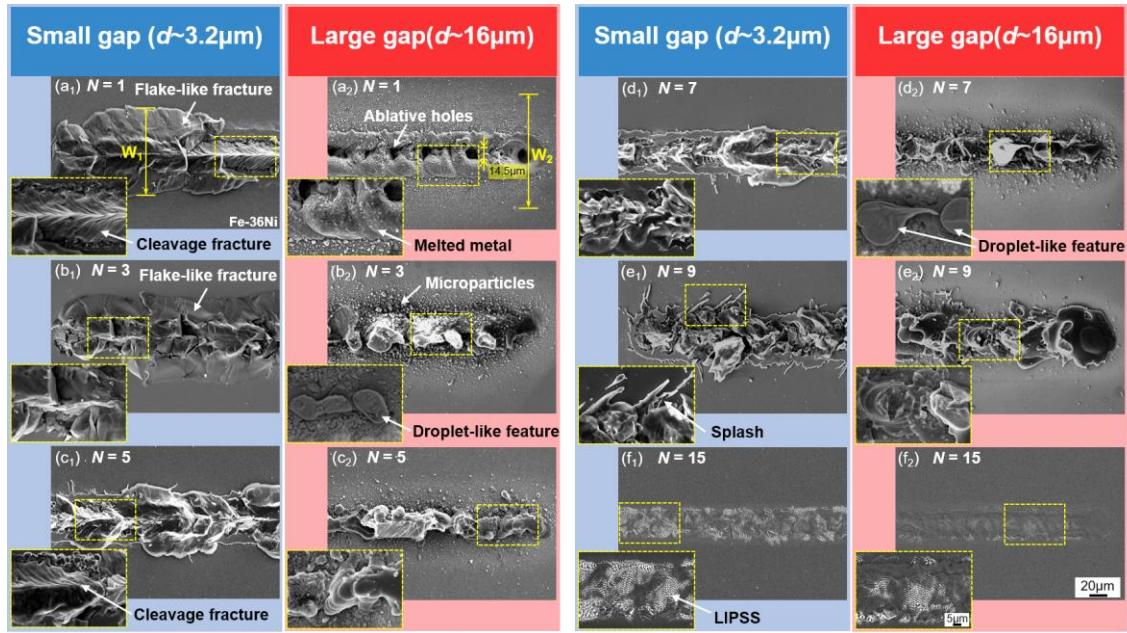 Small gap (d~3.2μm)
Large gap(d~16μm)
(a₁) N = 1
Flake-like fracture
W₁
Fe-36Ni
Cleavage fracture
(a₂) N = 1
Ablative holes
W₂
14.5μm
Melted metal
(b₁) N = 3
Flake-like fracture
(b₂) N = 3
Microparticles
Droplet-like feature
(c₁) N = 5
Cleavage fracture
(c₂) N = 5
Small gap (d~3.2μm)
Large gap(d~16μm)
(d₁) N = 7
(d₂) N = 7
Droplet-like feature
(e₁) N = 9
Splash
(e₂) N = 9
(f₁) N = 15
LIPSS
(f₂) N = 15
20μm
5μm